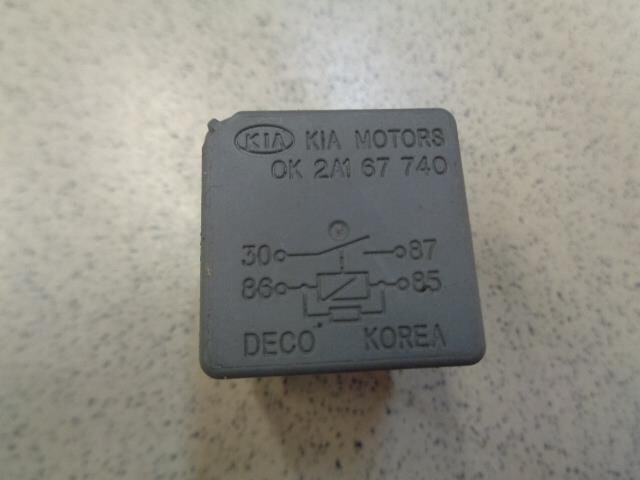 KIA KIA MOTORS
OK 2A1 67 740
30 87
86 85
DECO KOREA